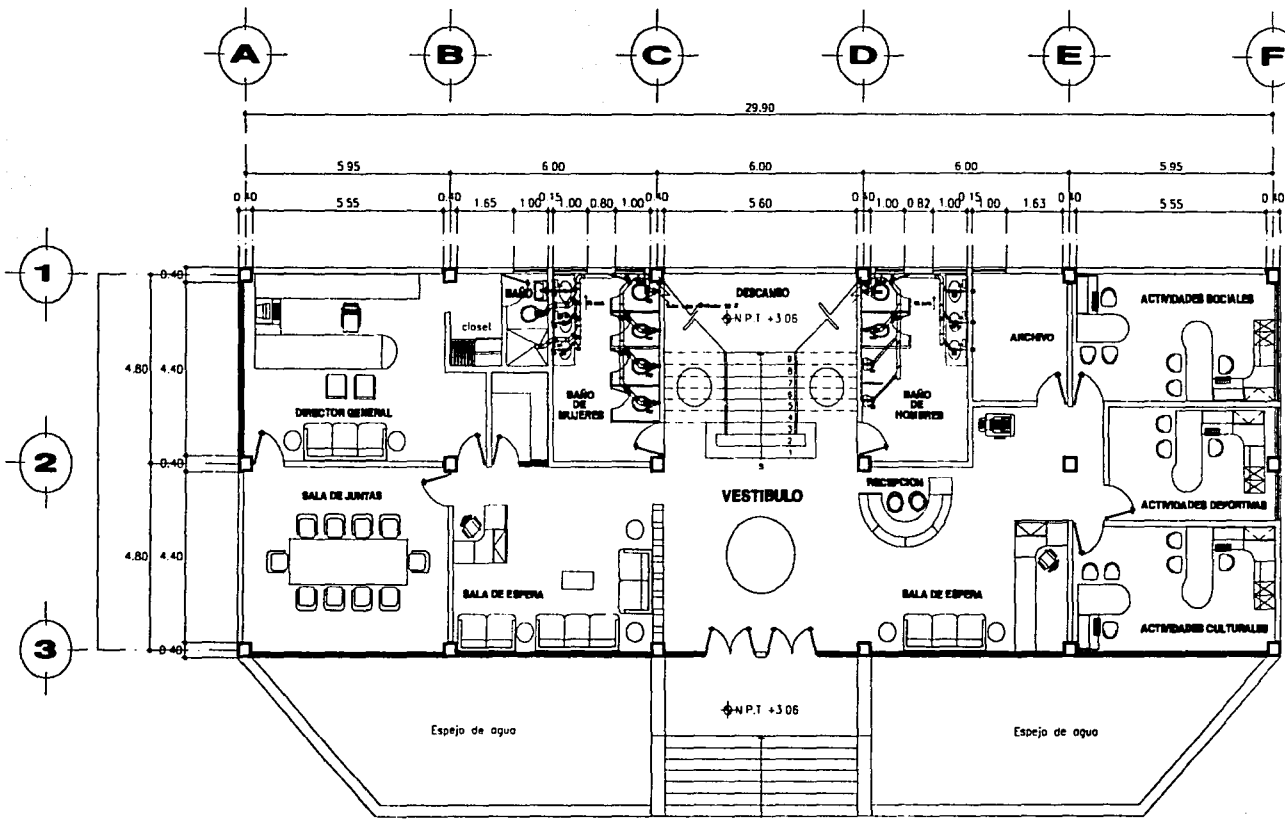 A B C D E F
29.90
5.95 6.00 6.00 6.00 5.95
0.40 0.40 0.15 0.40 0.40 0.15 0.40 0.40
5.55 1.65 1.00 1.00 0.80 1.00 5.60 1.00 0.82 1.00 1.00 1.63 5.55
1
0.40
BAÑO
DESCANSO
ACTIVIDADES SOCIALES
N.P.T +3.06
closet
ARCHIVO
4.80 4.40
9
8
7
6
5
4
3
2
1
S
BAÑO
DE
MUJERES
BAÑO
DE
HOMBRES
DIRECTOR GENERAL
2
0.40
RECEPCION
SALA DE JUNTAS
VESTIBULO
ACTIVIDADES DEPORTIVAS
4.80 4.40
SALA DE ESPERA
SALA DE ESPERA
ACTIVIDADES CULTURALES
3
0.40
N.P.T +3.06
Espejo de agua
Espejo de agua